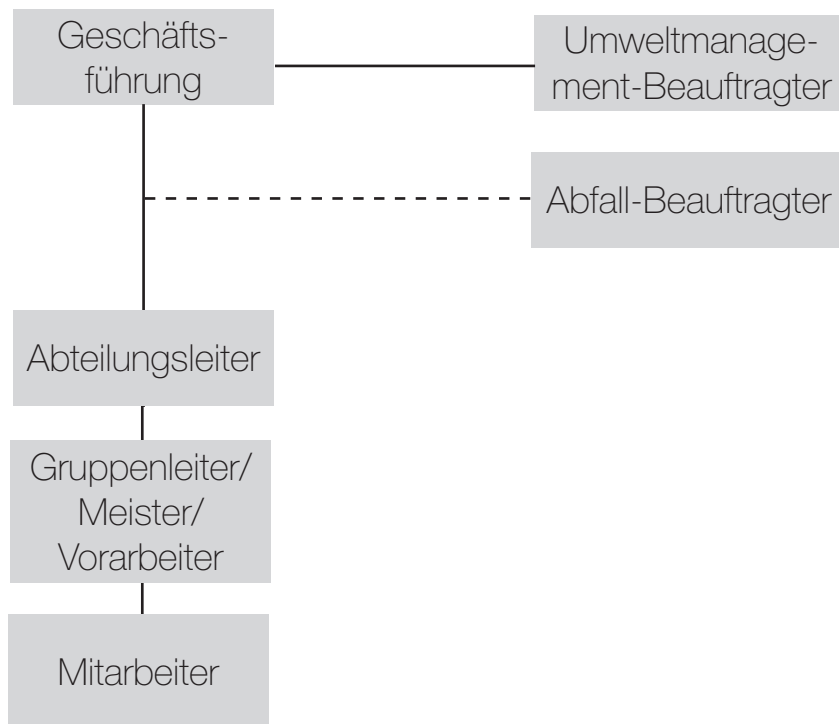 Geschäfts-
führung
Umweltmanage-
ment-Beauftragter
Abfall-Beauftragter
Abteilungsleiter
Gruppenleiter/
Meister/
Vorarbeiter
Mitarbeiter